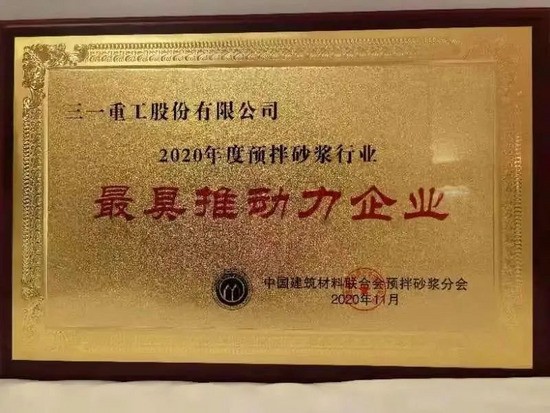 三一重工股份有限公司
2020年度预拌砂浆行业
最具推动力企业
中国建筑材料联合会预拌砂浆分会
2020年11月